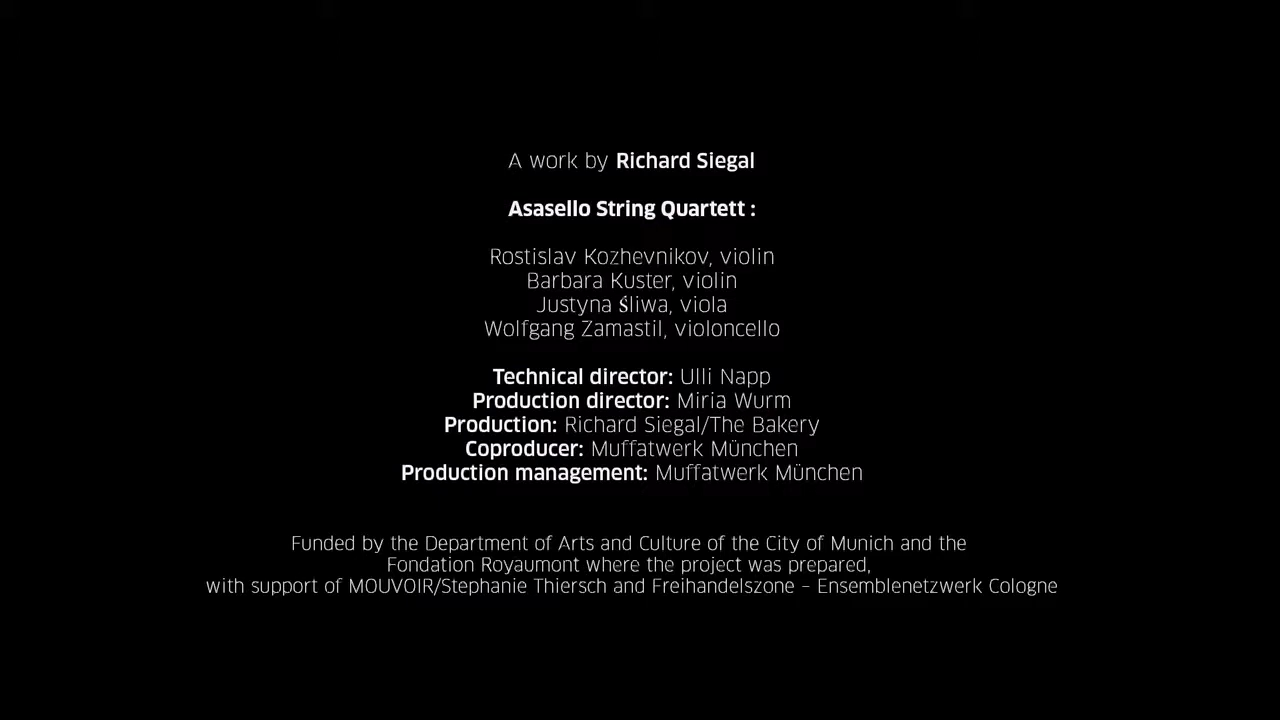 A work by Richard Siegal
Asasello String Quartett :
Rostislav Kozhevnikov, violin
Barbara Kuster, violin
Justyna śliwa, viola
Wolfgang Zamastil, violoncello
Technical director: Ulli Napp
Production director: Miria Wurm
Production: Richard Siegal/The Bakery
Coproducer: Muffatwerk München
Production management: Muffatwerk München
Funded by the Department of Arts and Culture of the City of Munich and the
Fondation Royaumont where the project was prepared,
with support of MOUVOIR/Stephanie Thiersch and Freihandelszone – Ensemblenetzwerk Cologne